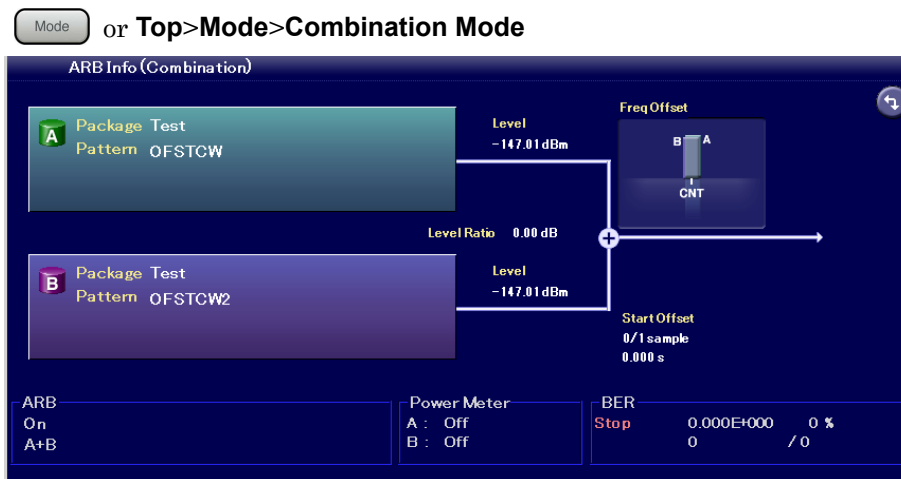 Mode or Top>Mode>Combination Mode
ARB Info (Combination)
A Package Test
Pattern OFSTCW
Level
-147.01 dBm
Freq Offset
B A
CNT
Level Ratio 0.00 dB
B Package Test
Pattern OFSTCW2
Level
-147.01 dBm
Start Offset
0/1 sample
0.000 s
ARB
On
A+B
Power Meter
A : Off
B : Off
BER
Stop 0.000E+000 0 %
0 / 0